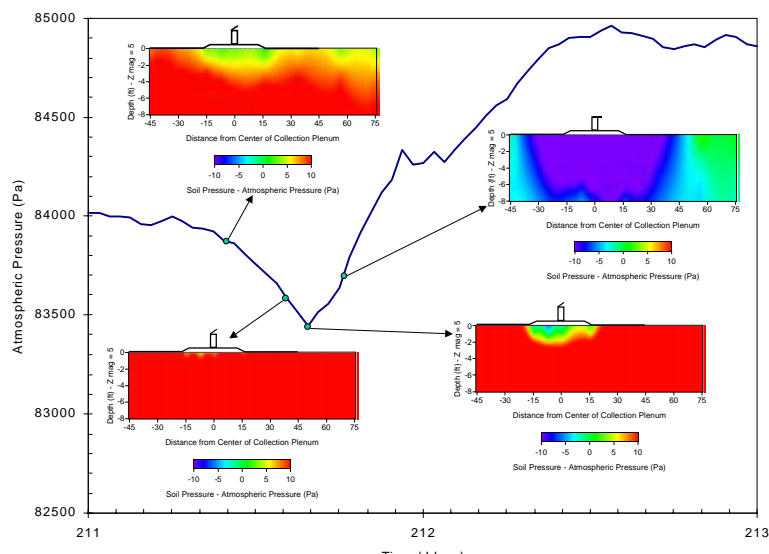 85000
84500
84000
83500
83000
82500
Atmospheric Pressure (Pa)
211
212
213
Depth (ft) - Z mag = 5
0
-2
-4
-6
-8
-45 -30 -15 0 15 30 45 60 75
Distance from Center of Collection Plenum
-10 -5 0 5 10
Soil Pressure - Atmospheric Pressure (Pa)
Depth (ft) - Z mag = 5
0
-2
-4
-6
-8
-45 -30 -15 0 15 30 45 60 75
Distance from Center of Collection Plenum
-10 -5 0 5 10
Soil Pressure - Atmospheric Pressure (Pa)
Depth (ft) - Z mag = 5
0
-2
-4
-6
-8
-45 -30 -15 0 15 30 45 60 75
Distance from Center of Collection Plenum
-10 -5 0 5 10
Soil Pressure - Atmospheric Pressure (Pa)
Depth (ft) - Z mag = 5
0
-2
-4
-6
-8
-45 -30 -15 0 15 30 45 60 75
Distance from Center of Collection Plenum
-10 -5 0 5 10
Soil Pressure - Atmospheric Pressure (Pa)